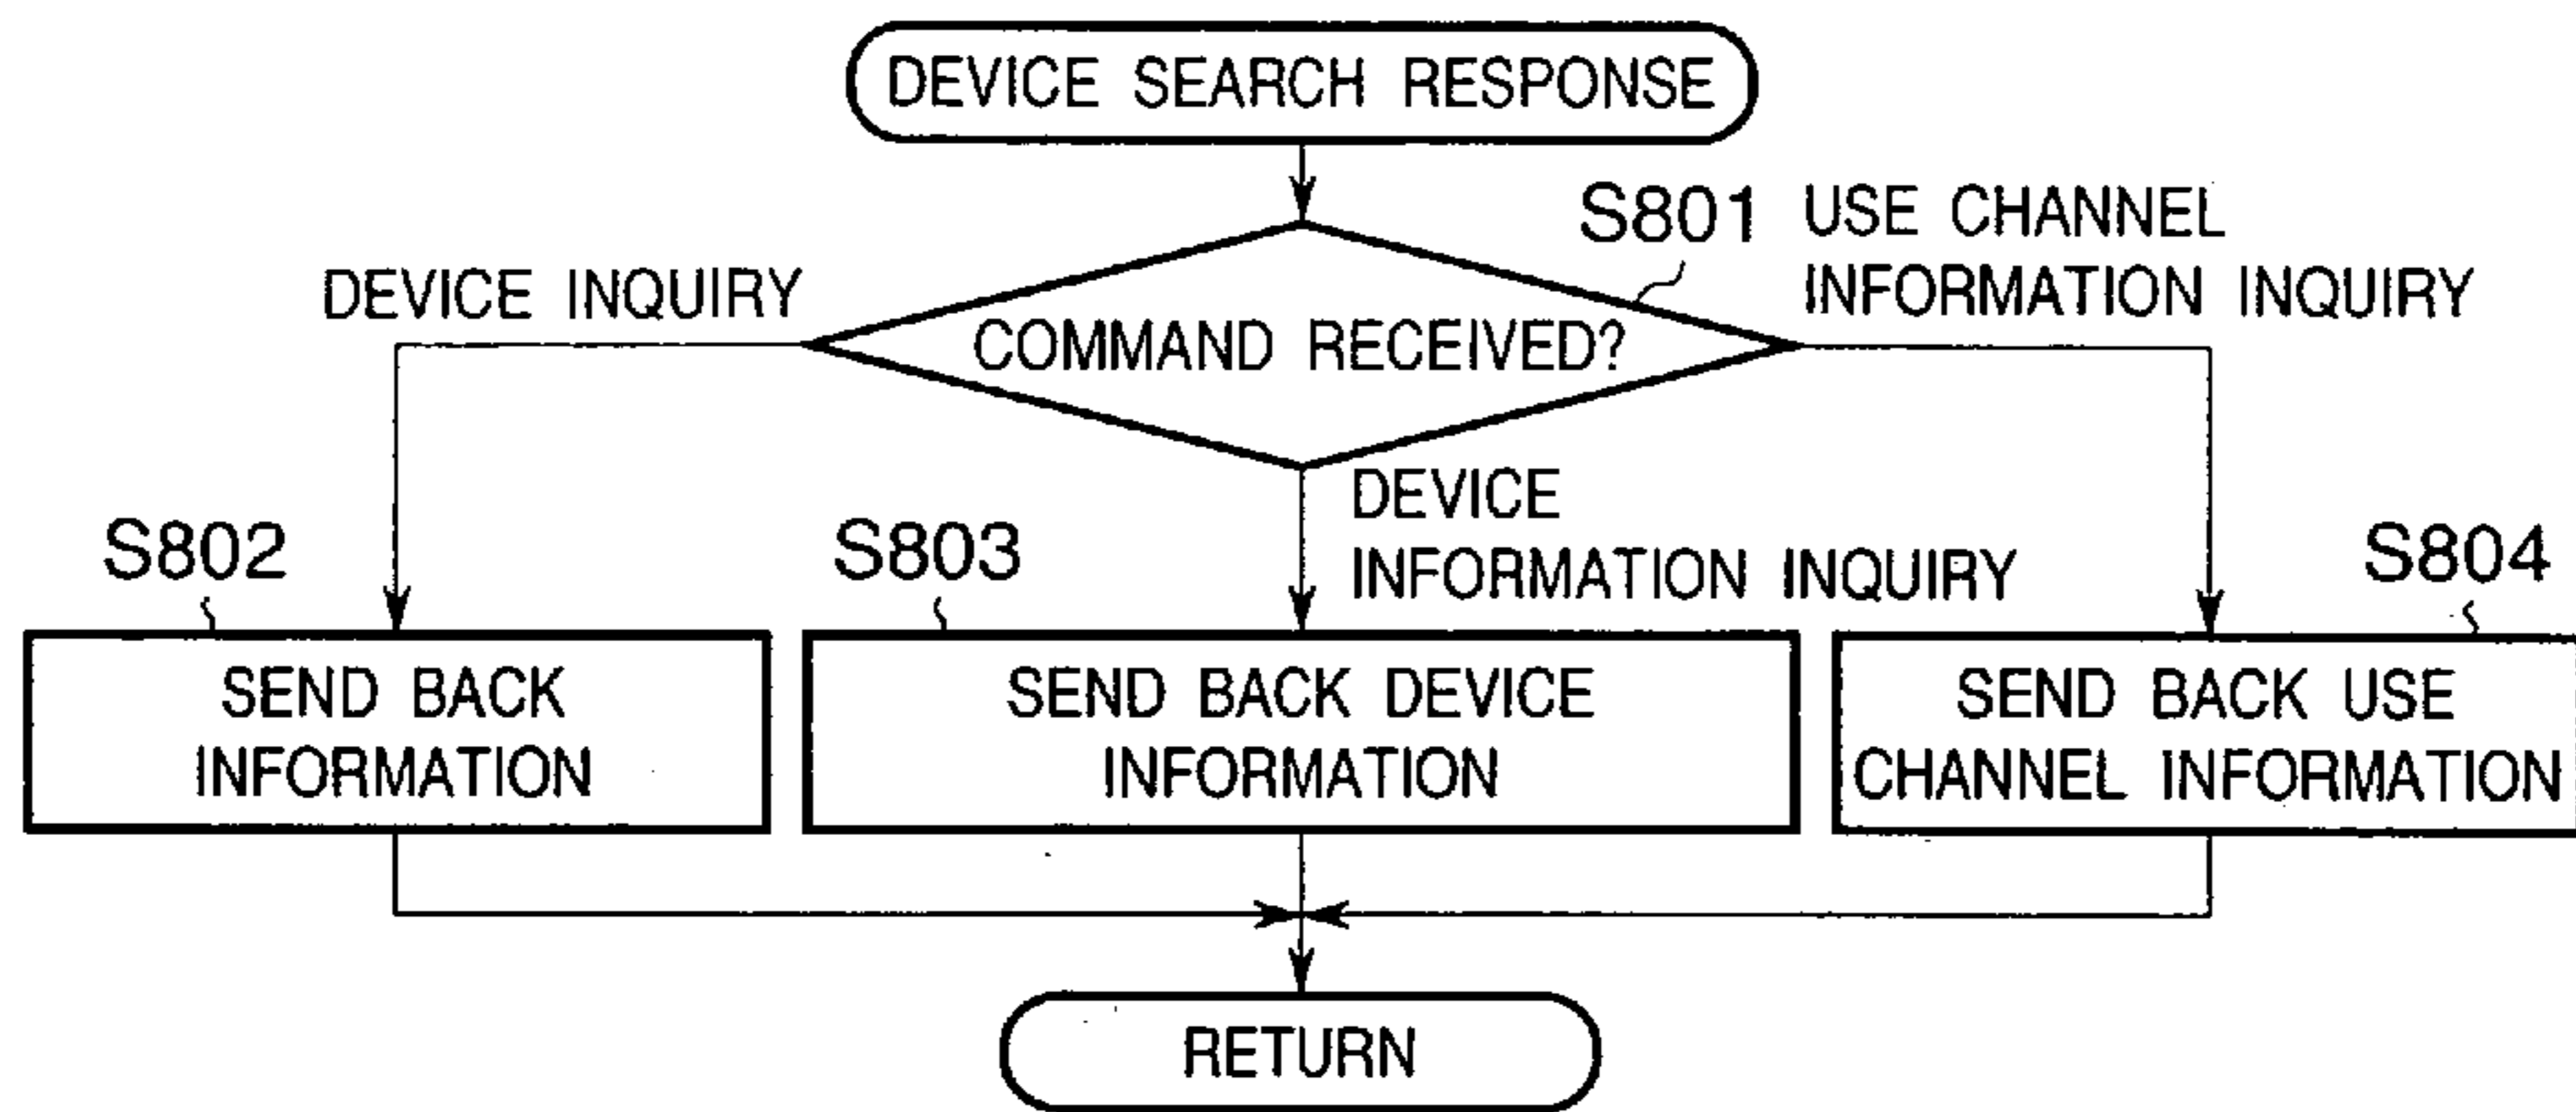 DEVICE SEARCH RESPONSE
S801
USE CHANNEL
INFORMATION INQUIRY
DEVICE INQUIRY
COMMAND RECEIVED?
DEVICE
INFORMATION INQUIRY
S802
S803
S804
SEND BACK
INFORMATION
SEND BACK DEVICE
INFORMATION
SEND BACK USE
CHANNEL INFORMATION
RETURN